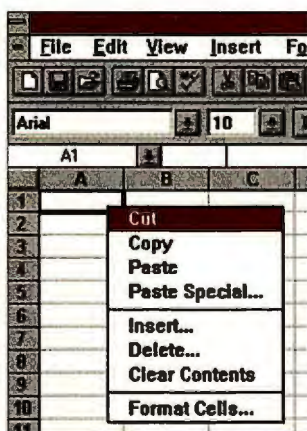 File Edit View Insert Fo
Arial 10
A1
A B C
1
2
3
4
5
6
7
8
9
10
11
Cut
Copy
Paste
Paste Special...
Insert...
Delete...
Clear Contents
Format Cells...